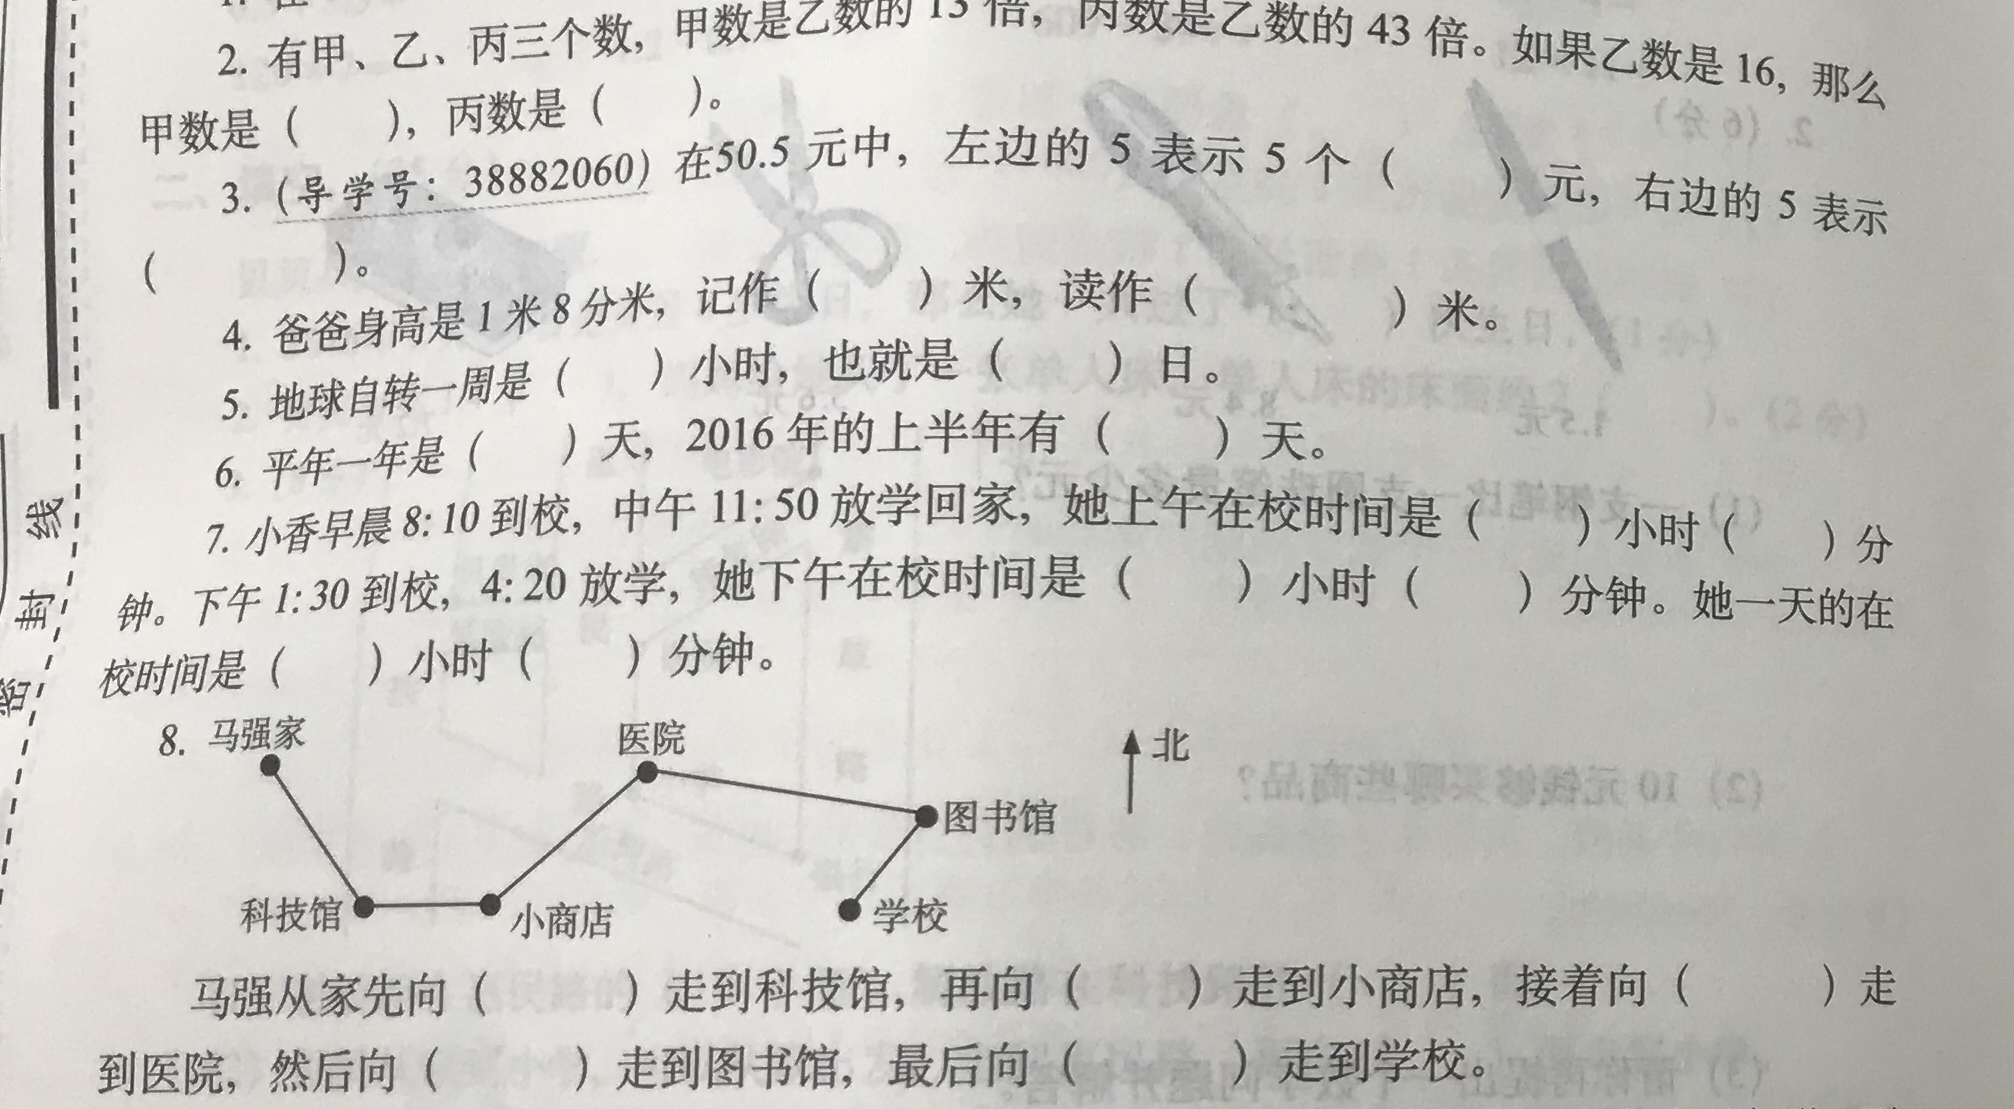 2. 有甲、乙、丙三个数，甲数是乙数的 13 倍，丙数是乙数的 43 倍。如果乙数是 16，那么
甲数是（　　），丙数是（　　）。
3. (导学号：38882060) 在50.5 元中，左边的 5 表示 5 个（　　）元，右边的 5 表示
（　　）。
4. 爸爸身高是 1 米 8 分米，记作（　　）米，读作（　　）米。
5. 地球自转一周是（　　）小时，也就是（　　）日。
6. 平年一年是（　　）天，2016 年的上半年有（　　）天。
7. 小香早晨 8:10 到校，中午 11:50 放学回家，她上午在校时间是（　　）小时（　　）分
钟。下午 1:30 到校，4:20 放学，她下午在校时间是（　　）小时（　　）分钟。她一天的在
校时间是（　　）小时（　　）分钟。
8. 马强家
医院
北
图书馆
科技馆
小商店
学校
马强从家先向（　　）走到科技馆，再向（　　）走到小商店，接着向（　　）走
到医院，然后向（　　）走到图书馆，最后向（　　）走到学校。
线
封
密